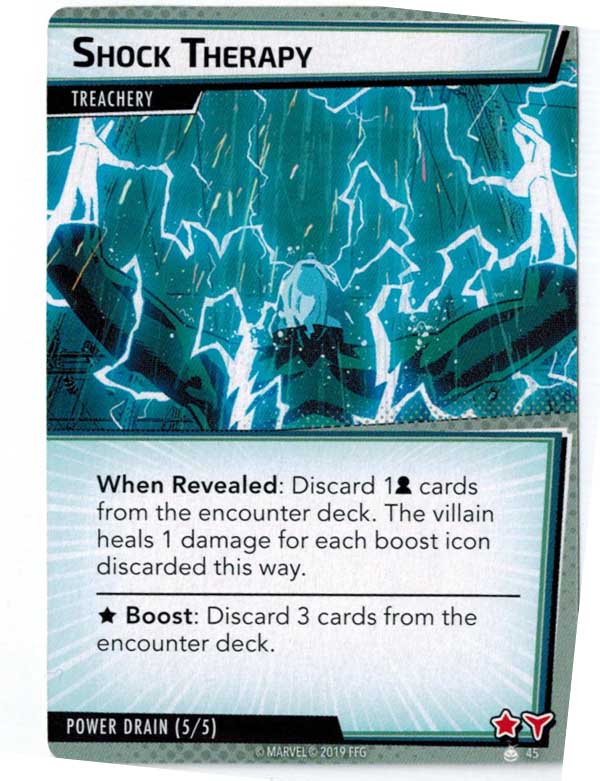 SHOCK THERAPY
TREACHERY
When Revealed: Discard 1 cards
from the encounter deck. The villain
heals 1 damage for each boost icon
discarded this way.
★ Boost: Discard 3 cards from the
encounter deck.
POWER DRAIN (5/5)
© MARVEL © 2019 FFG
45